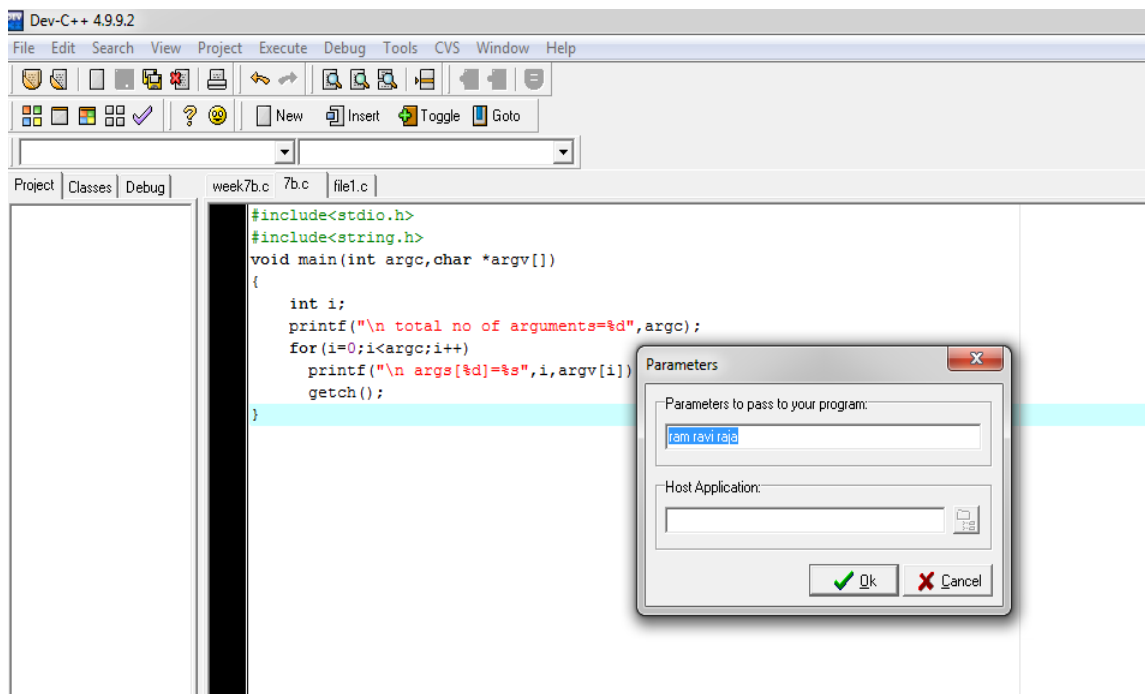 Dev-C++ 4.9.9.2
File Edit Search View Project Execute Debug Tools CVS Window Help
New Insert Toggle Goto
Project Classes Debug
week7b.c 7b.c file1.c
#include<stdio.h>
#include<string.h>
void main(int argc,char *argv[])
{
int i;
printf("\n total no of arguments=%d",argc);
for(i=0;i<argc;i++)
printf("\n args[%d]=%s",i,argv[i])
getch();
}
Parameters
Parameters to pass to your program:
ram ravi raja
Host Application:
Ok Cancel